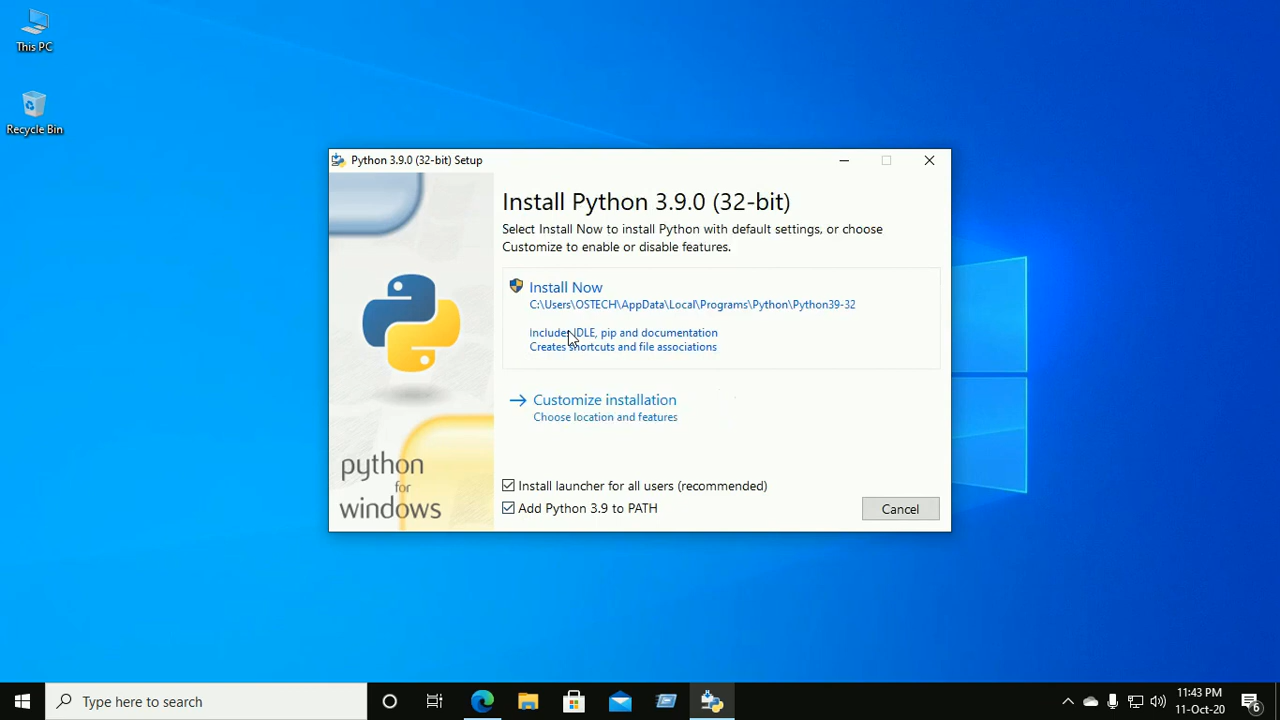 This PC
Recycle Bin
Python 3.9.0 (32-bit) Setup
Install Python 3.9.0 (32-bit)
Select Install Now to install Python with default settings, or choose
Customize to enable or disable features.
Install Now
C:\Users\OSTECH\AppData\Local\Programs\Python\Python39-32
Includes IDLE, pip and documentation
Creates shortcuts and file associations
Customize installation
Choose location and features
python
for
windows
Install launcher for all users (recommended)
Add Python 3.9 to PATH
Cancel
Type here to search
11:43 PM
11-Oct-20
6